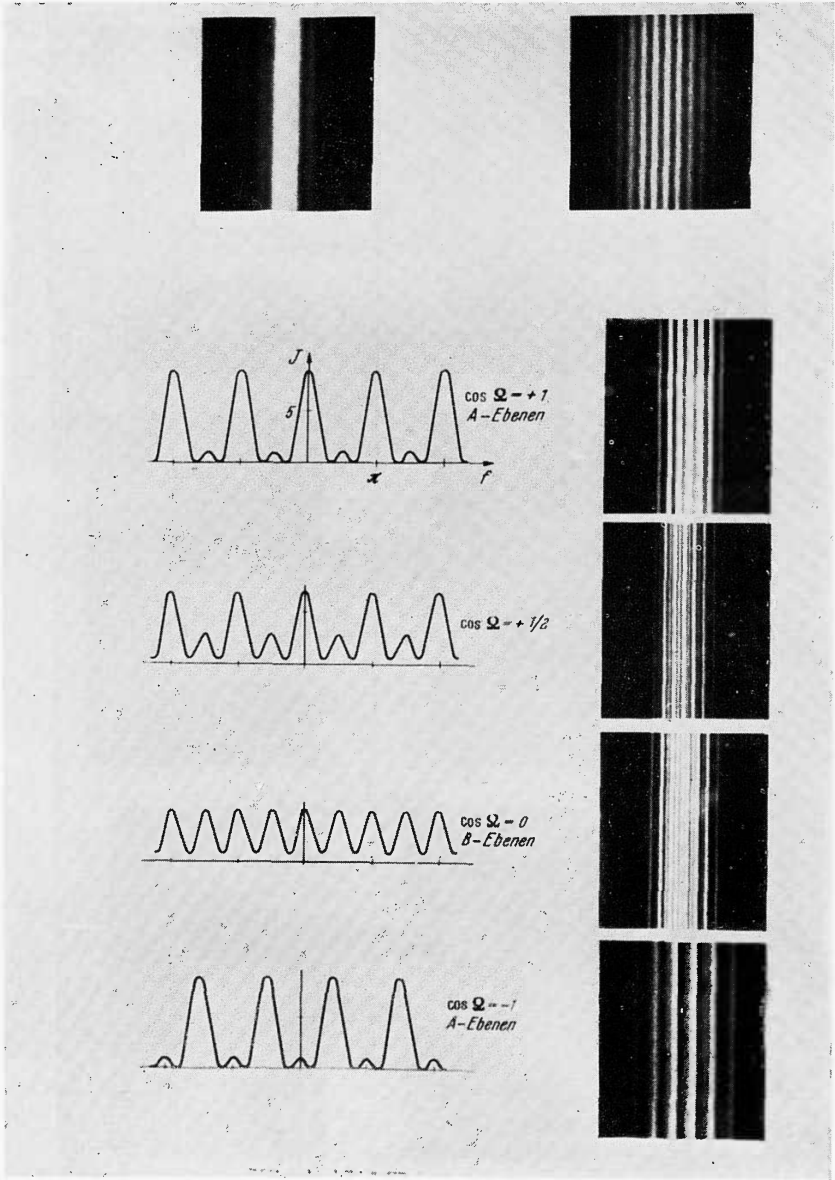 J
5
cos Ω = + 1
A-Ebenen
π
f
cos Ω = + 1/2
cos Ω = 0
B-Ebenen
cos Ω = -1
A-Ebenen